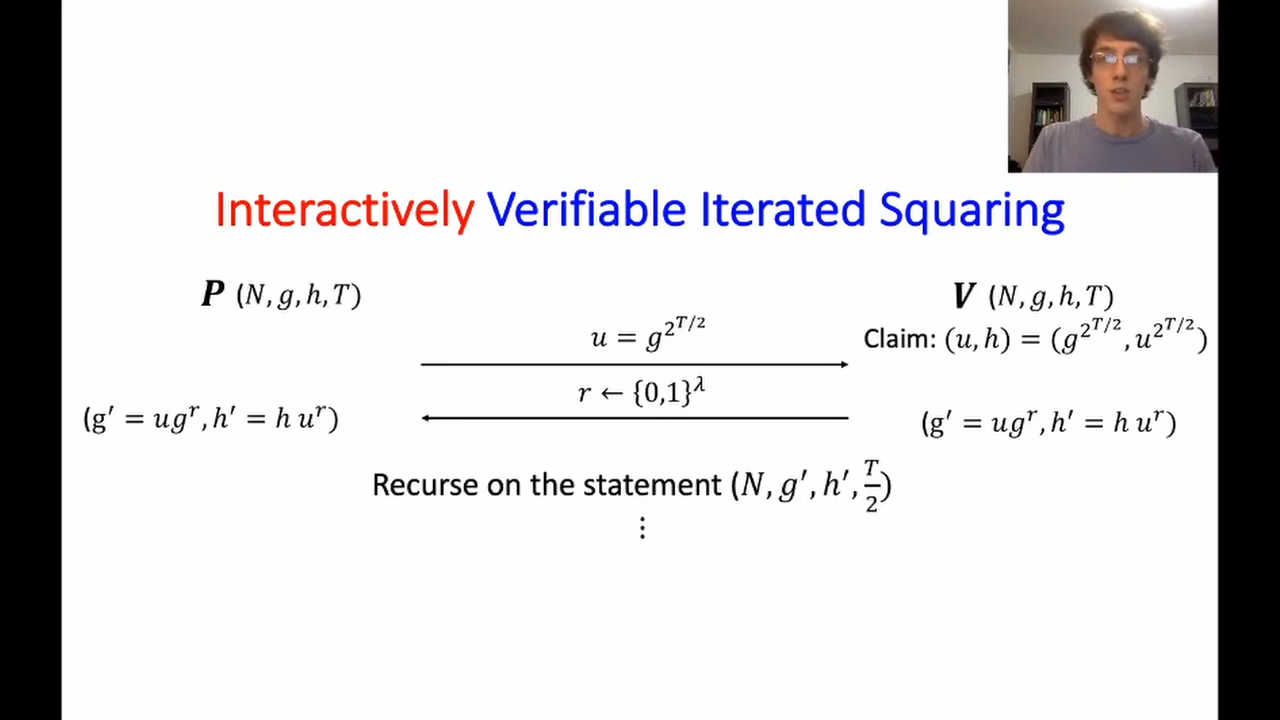 Interactively Verifiable Iterated Squaring
P (N, g, h, T)
V (N, g, h, T)
u = g^{2^{T/2}}
Claim: (u, h) = (g^{2^{T/2}}, u^{2^{T/2}})
r ← {0,1}^λ
(g′ = ug^r, h′ = h u^r)
(g′ = ug^r, h′ = h u^r)
Recurse on the statement (N, g′, h′, T/2)
⋮